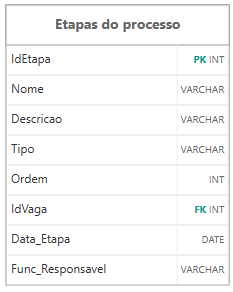 Etapas do processo
IdEtapa PK INT
Nome VARCHAR
Descricao VARCHAR
Tipo VARCHAR
Ordem INT
IdVaga FK INT
Data_Etapa DATE
Func_Responsavel VARCHAR